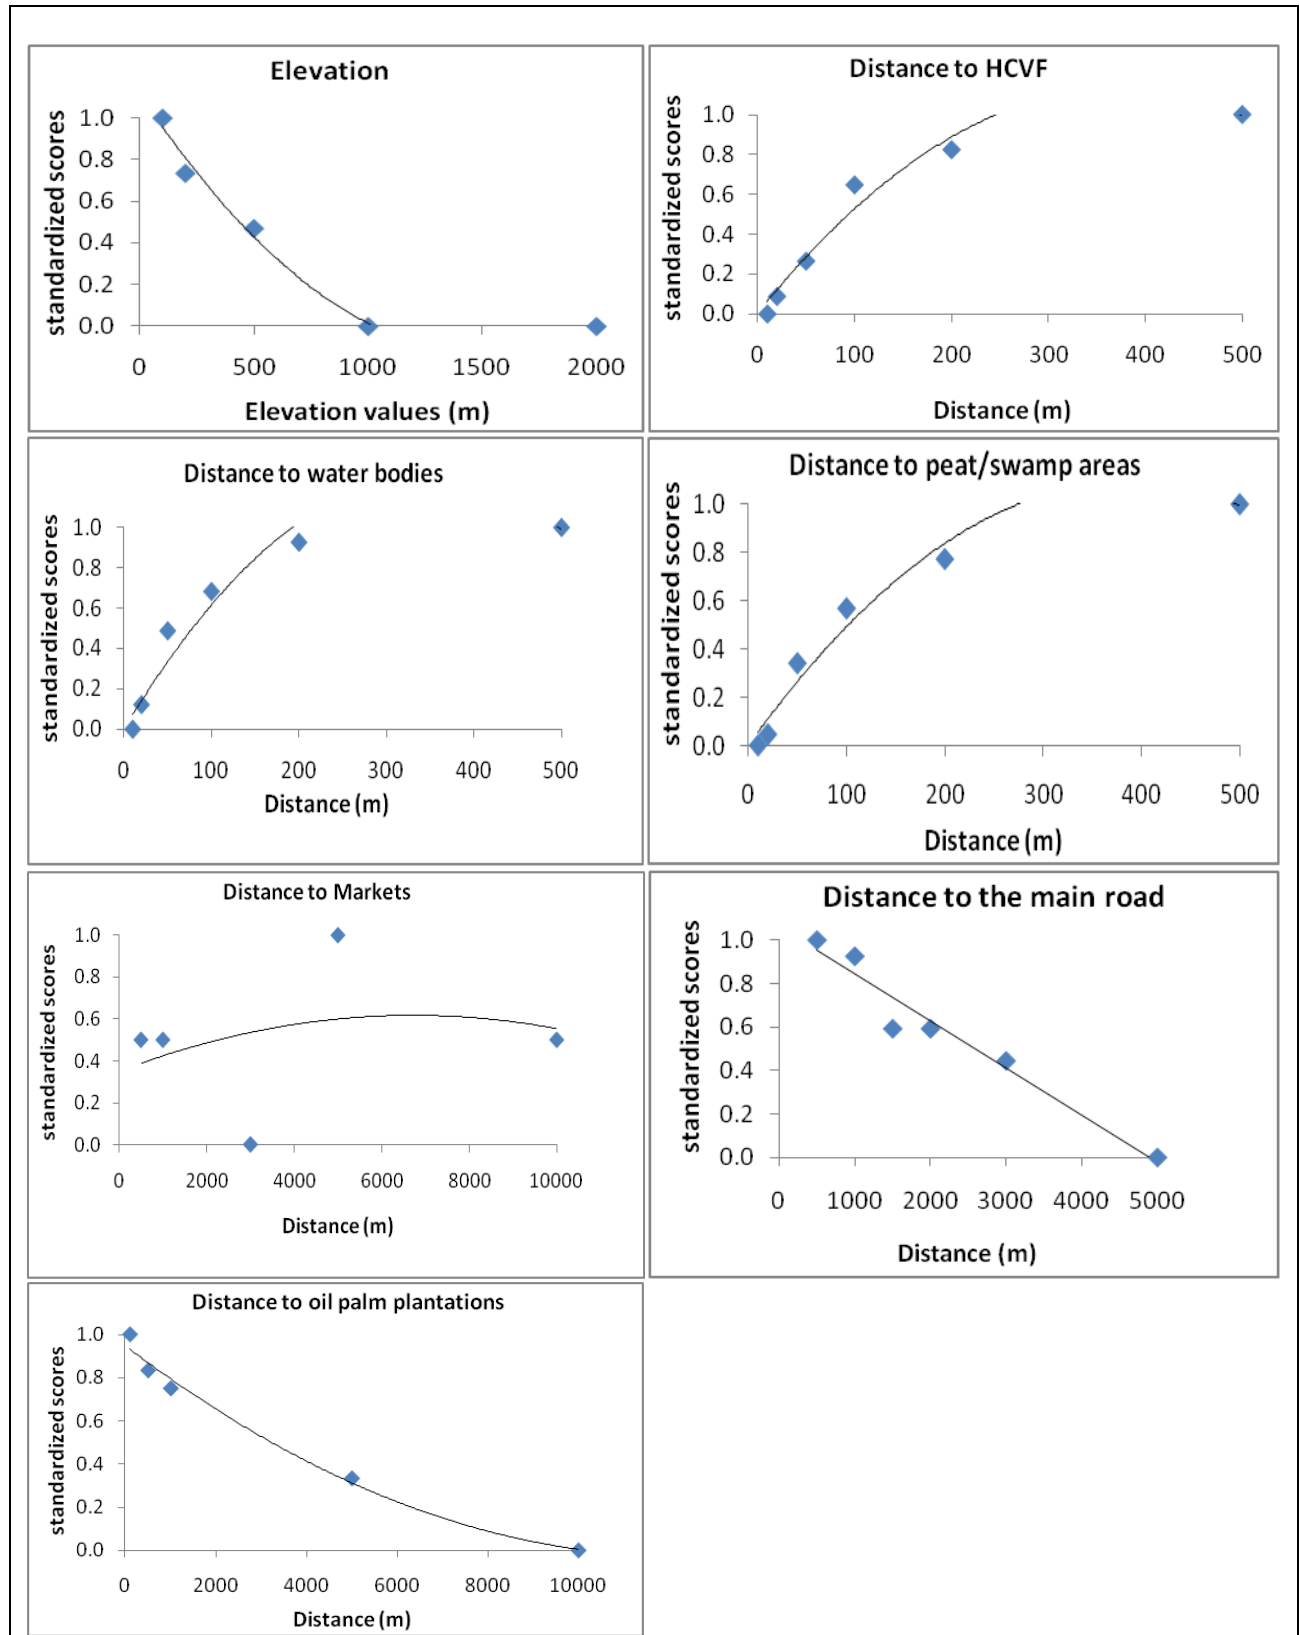 Elevation
standardized scores
1.0
0.8
0.6
0.4
0.2
0.0
0 500 1000 1500 2000
Elevation values (m)
Distance to HCVF
standardized scores
1.0
0.8
0.6
0.4
0.2
0.0
0 100 200 300 400 500
Distance (m)
Distance to water bodies
standardized scores
1.0
0.8
0.6
0.4
0.2
0.0
0 100 200 300 400 500
Distance (m)
Distance to peat/swamp areas
standardized scores
1.0
0.8
0.6
0.4
0.2
0.0
0 100 200 300 400 500
Distance (m)
Distance to Markets
standardized scores
1.0
0.8
0.6
0.4
0.2
0.0
0 2000 4000 6000 8000 10000
Distance (m)
Distance to the main road
standardized scores
1.0
0.8
0.6
0.4
0.2
0.0
0 1000 2000 3000 4000 5000
Distance (m)
Distance to oil palm plantations
standardized scores
1.0
0.8
0.6
0.4
0.2
0.0
0 2000 4000 6000 8000 10000
Distance (m)